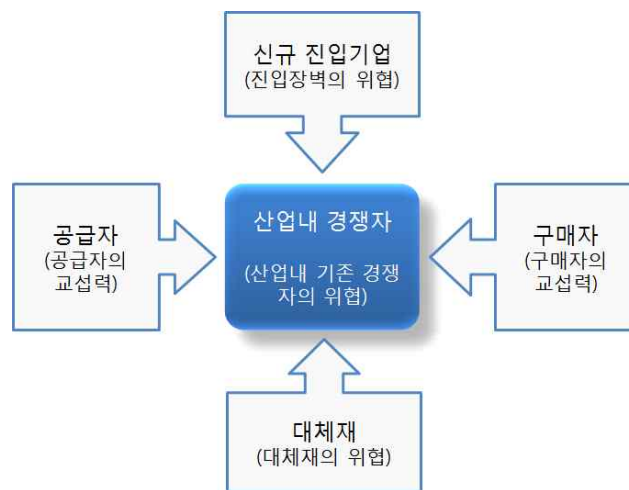 신규 진입기업
(진입장벽의 위협)
공급자
(공급자의
교섭력)
산업내 경쟁자
(산업내 기존 경쟁
자의 위협)
구매자
(구매자의
교섭력)
대체재
(대체재의 위협)